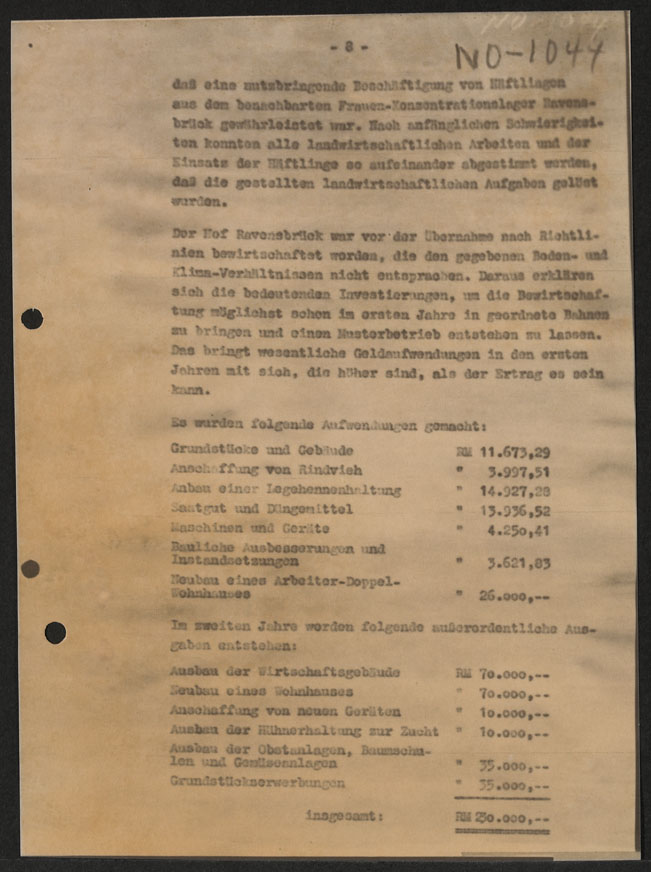 - 8 -
NO-1044
daß eine nutzbringende Beschäftigung von Häftlingen
aus dem benachbarten Frauen-Konzentrationslager Ravens-
brück gewährleistet war. Nach anfänglichen Schwierigkei-
ten konnten alle landwirtschaftlichen Arbeiten und der
Einsatz der Häftlinge so aufeinander abgestimmt werden,
daß die gestellten landwirtschaftlichen Aufgaben gelöst
wurden.
Der Hof Ravensbrück war vor der Übernahme nach Richtli-
nien bewirtschaftet worden, die den gegebenen Boden- und
Klima-Verhältnissen nicht entsprachen. Daraus erklären
sich die bedeutenden Investierungen, um die Bewirtschaf-
tung möglichst schon im ersten Jahre in geordnete Bahnen
zu bringen und einen Musterbetrieb entstehen zu lassen.
Das bringt wesentliche Geldaufwendungen in den ersten
Jahren mit sich, die höher sind, als der Ertrag es sein
kann.
Es wurden folgende Aufwendungen gemacht:
Grundstücke und Gebäude RM 11.673,29
Anschaffung von Rindvieh " 3.997,51
Anbau einer Legehennenhaltung " 14.927,28
Saatgut und Düngemittel " 13.936,52
Maschinen und Geräte " 4.250,41
Bauliche Ausbesserungen und
Instandsetzungen " 3.621,83
Neubau eines Arbeiter-Doppel-
Wohnhauses " 26.000,--
Im zweiten Jahre werden folgende außerordentliche Aus-
gaben entstehen:
Ausbau der Wirtschaftsgebäude RM 70.000,--
Neubau eines Wohnhauses " 70.000,--
Anschaffung von neuen Geräten " 10.000,--
Ausbau der Hühnerhaltung zur Zucht " 10.000,--
Ausbau der Obstanlagen, Baumschu-
len und Gemüseanlagen " 35.000,--
Grundstückserwerbungen " 35.000,--
insgesamt: RM 230.000,--